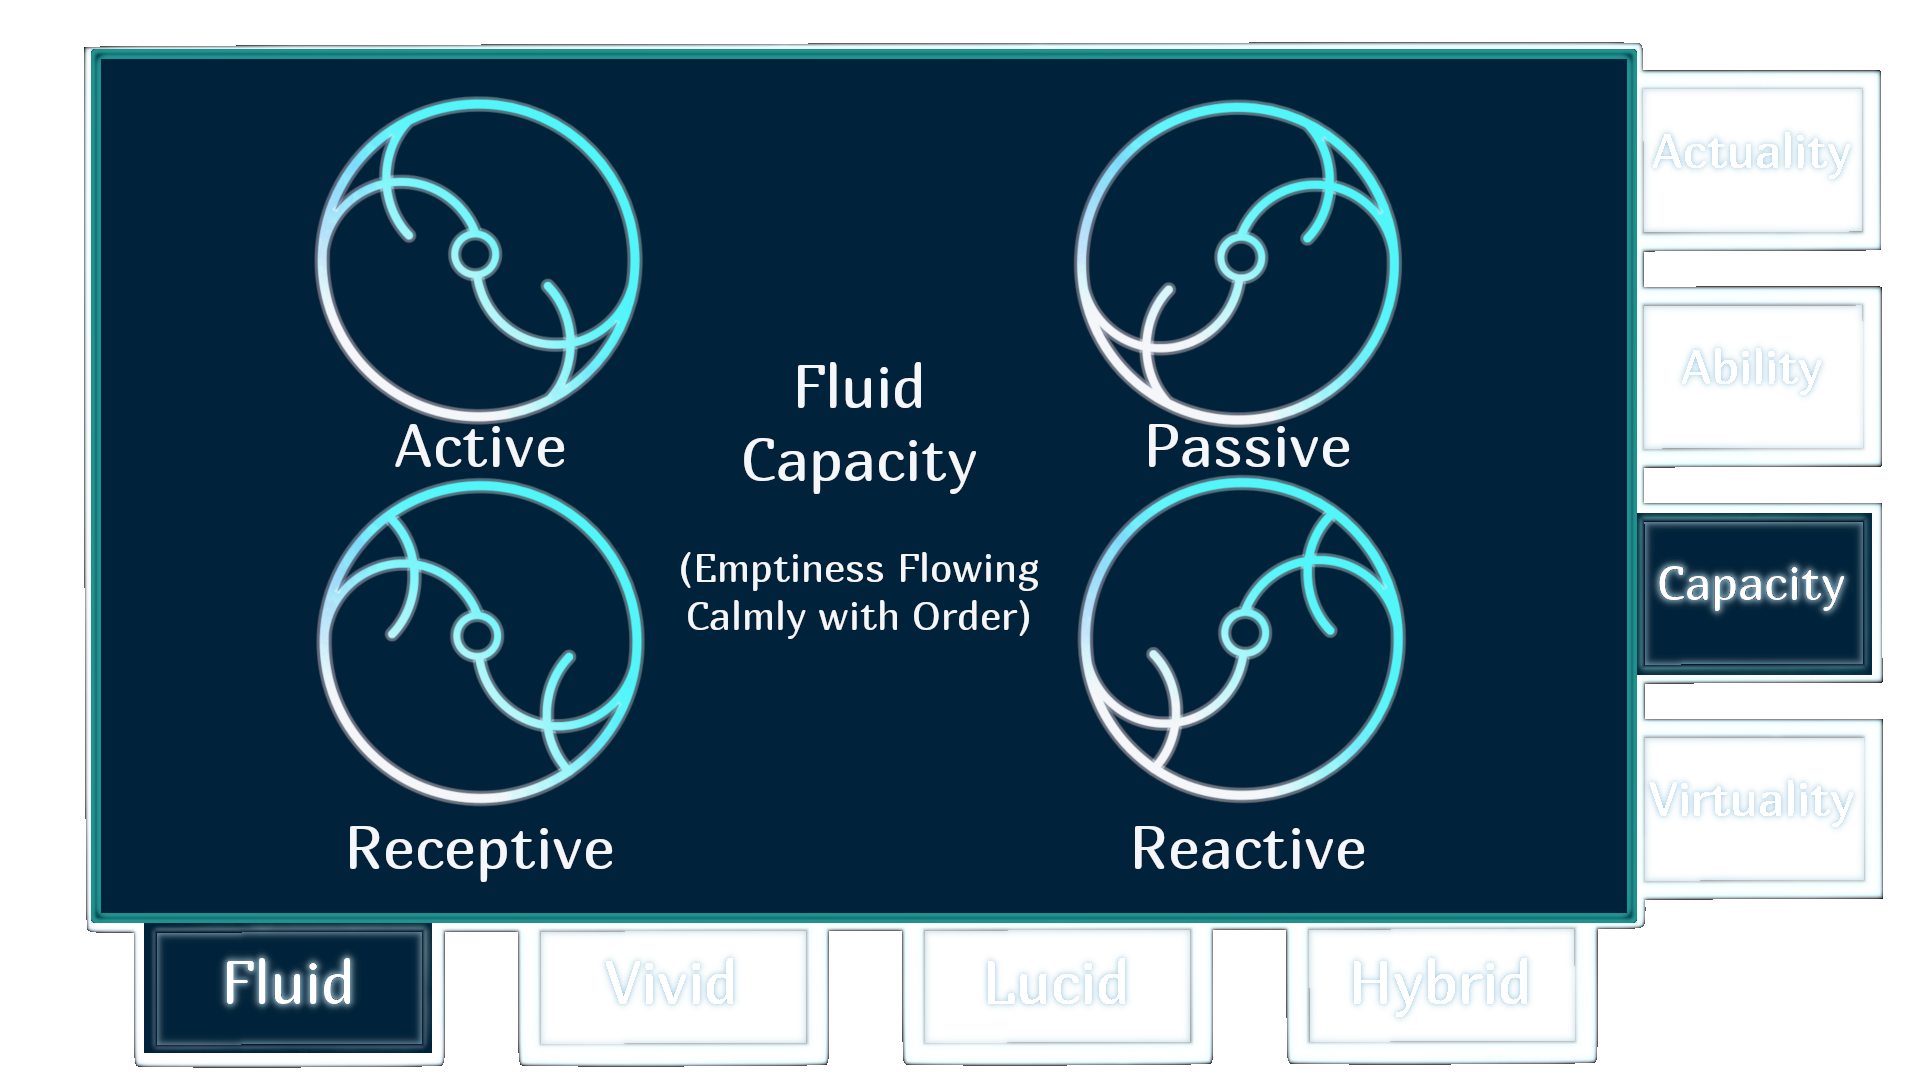 Active
Passive
Fluid
Capacity
(Emptiness Flowing
Calmly with Order)
Receptive
Reactive
Actuality
Ability
Capacity
Virtuality
Fluid
Vivid
Lucid
Hybrid